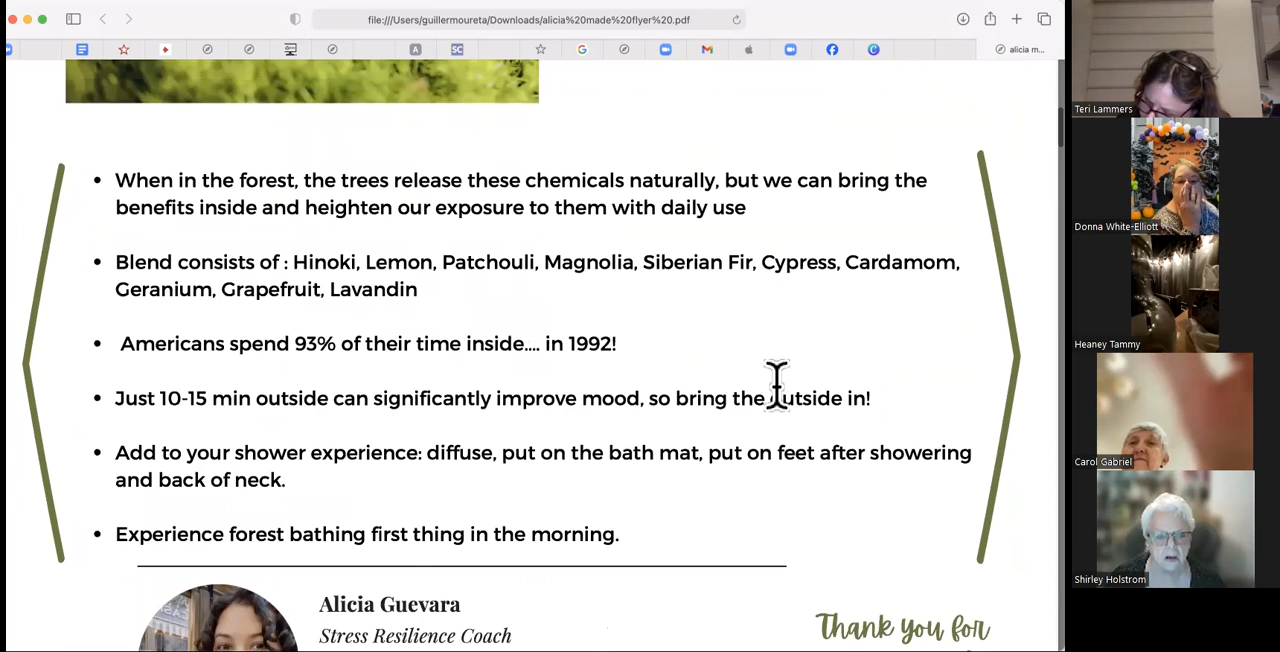 file:///Users/guillermoureta/Downloads/alicia%20made%20flyer%20.pdf
A
SC
G
alicia m...
When in the forest, the trees release these chemicals naturally, but we can bring the
benefits inside and heighten our exposure to them with daily use
Blend consists of : Hinoki, Lemon, Patchouli, Magnolia, Siberian Fir, Cypress, Cardamom,
Geranium, Grapefruit, Lavandin
Americans spend 93% of their time inside.... in 1992!
Just 10-15 min outside can significantly improve mood, so bring the outside in!
Add to your shower experience: diffuse, put on the bath mat, put on feet after showering
and back of neck.
Experience forest bathing first thing in the morning.
Alicia Guevara
Stress Resilience Coach
Thank you for
Teri Lammers
Donna White-Elliott
Heaney Tammy
Carol Gabriel
Shirley Holstrom